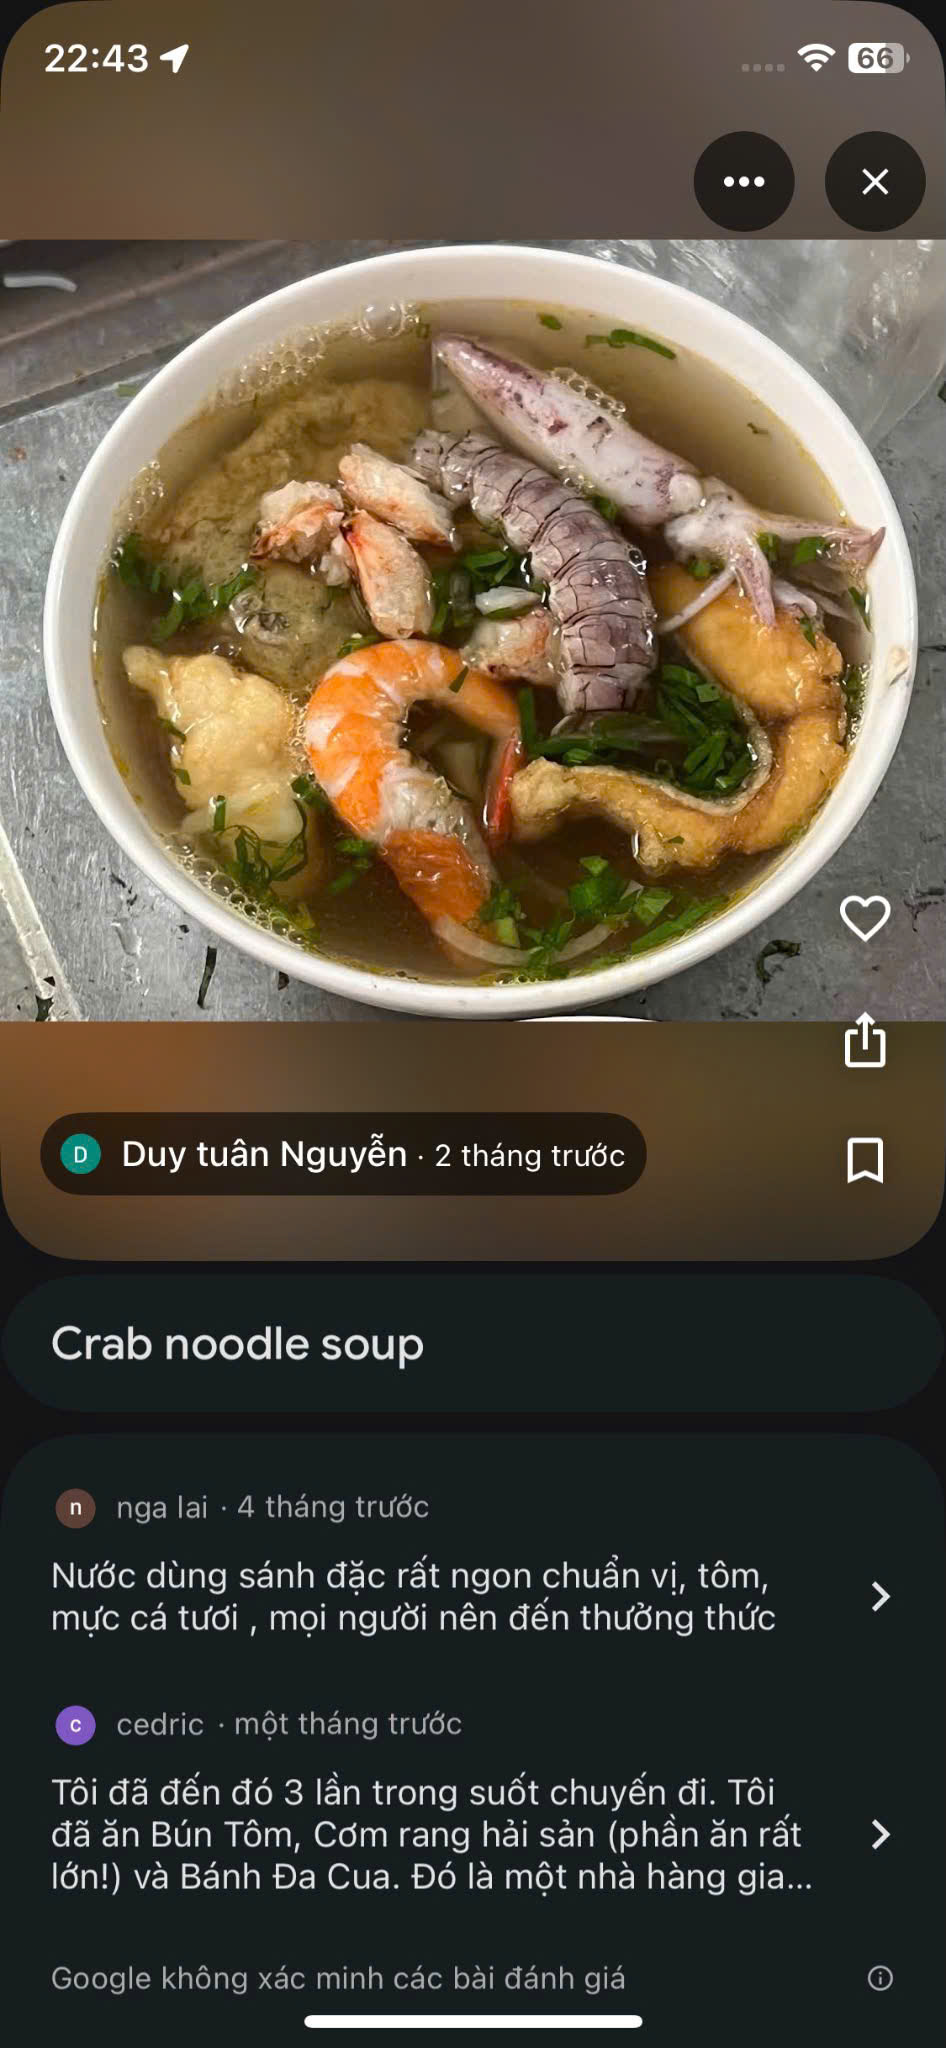 22:43
66
D Duy tuân Nguyễn · 2 tháng trước
Crab noodle soup
n nga lai · 4 tháng trước
Nước dùng sánh đặc rất ngon chuẩn vị, tôm,
mực cá tươi , mọi người nên đến thưởng thức
c cedric · một tháng trước
Tôi đã đến đó 3 lần trong suốt chuyến đi. Tôi
đã ăn Bún Tôm, Cơm rang hải sản (phần ăn rất
lớn!) và Bánh Đa Cua. Đó là một nhà hàng gia...
Google không xác minh các bài đánh giá